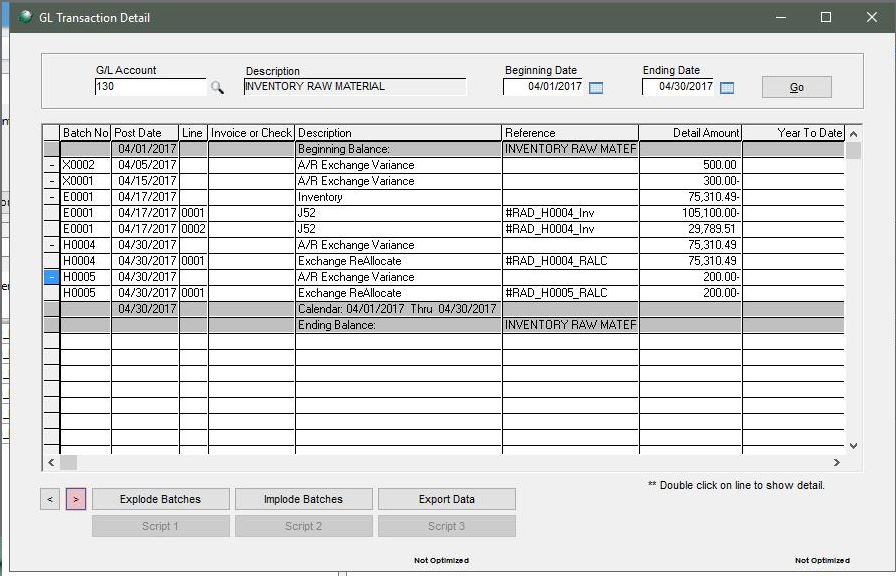 GL Transaction Detail
G/L Account Description Beginning Date Ending Date
130 INVENTORY RAW MATERIAL 04/01/2017 04/30/2017 Go
Batch No Post Date Line Invoice or Check Description Reference Detail Amount Year To Date
04/01/2017 Beginning Balance: INVENTORY RAW MATEF
- X0002 04/05/2017 A/R Exchange Variance 500.00
- X0001 04/15/2017 A/R Exchange Variance 300.00-
- E0001 04/17/2017 Inventory 75,310.49-
E0001 04/17/2017 0001 J52 #RAD_H0004_Inv 105,100.00-
E0001 04/17/2017 0002 J52 #RAD_H0004_Inv 29,789.51
- H0004 04/30/2017 A/R Exchange Variance 75,310.49
H0004 04/30/2017 0001 Exchange ReAllocate #RAD_H0004_RALC 75,310.49
- H0005 04/30/2017 A/R Exchange Variance 200.00-
H0005 04/30/2017 0001 Exchange ReAllocate #RAD_H0005_RALC 200.00-
04/30/2017 Calendar: 04/01/2017 Thru 04/30/2017
Ending Balance: INVENTORY RAW MATEF
** Double click on line to show detail.
< > Explode Batches Implode Batches Export Data
Script 1 Script 2 Script 3
Not Optimized Not Optimized